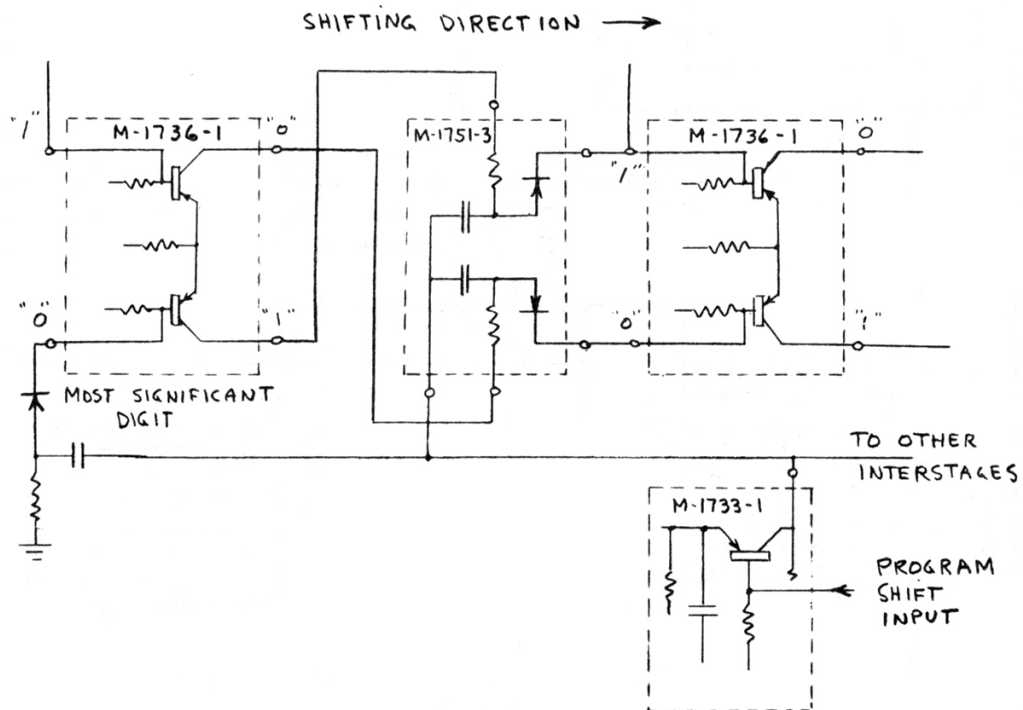 SHIFTING DIRECTION
"1"
M-1736-1
"0"
M-1751-3
"1"
M-1736-1
"0"
"0"
"1"
"0"
"1"
MOST SIGNIFICANT
DIGIT
TO OTHER
INTERSTAGES
M-1733-1
PROGRAM
SHIFT
INPUT